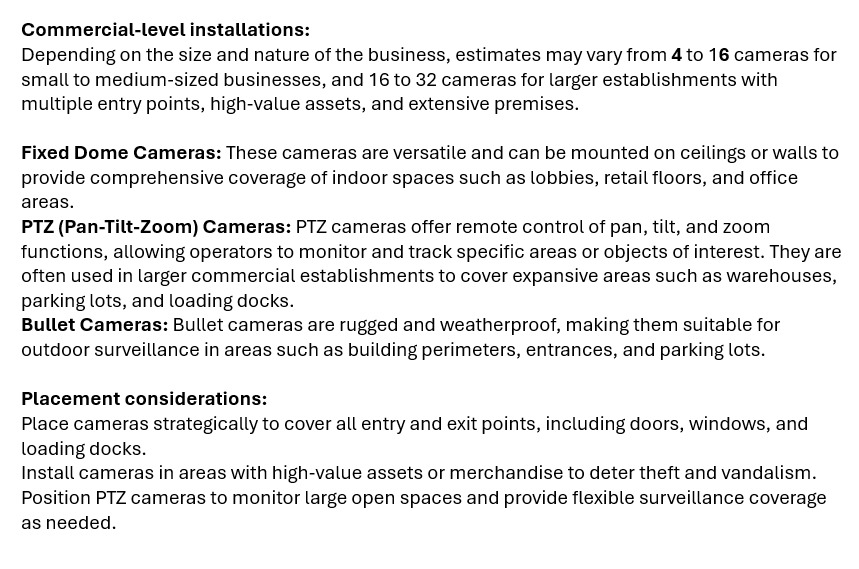 Commercial-level installations:
Depending on the size and nature of the business, estimates may vary from 4 to 16 cameras for
small to medium-sized businesses, and 16 to 32 cameras for larger establishments with
multiple entry points, high-value assets, and extensive premises.
Fixed Dome Cameras: These cameras are versatile and can be mounted on ceilings or walls to
provide comprehensive coverage of indoor spaces such as lobbies, retail floors, and office
areas.
PTZ (Pan-Tilt-Zoom) Cameras: PTZ cameras offer remote control of pan, tilt, and zoom
functions, allowing operators to monitor and track specific areas or objects of interest. They are
often used in larger commercial establishments to cover expansive areas such as warehouses,
parking lots, and loading docks.
Bullet Cameras: Bullet cameras are rugged and weatherproof, making them suitable for
outdoor surveillance in areas such as building perimeters, entrances, and parking lots.
Placement considerations:
Place cameras strategically to cover all entry and exit points, including doors, windows, and
loading docks.
Install cameras in areas with high-value assets or merchandise to deter theft and vandalism.
Position PTZ cameras to monitor large open spaces and provide flexible surveillance coverage
as needed.